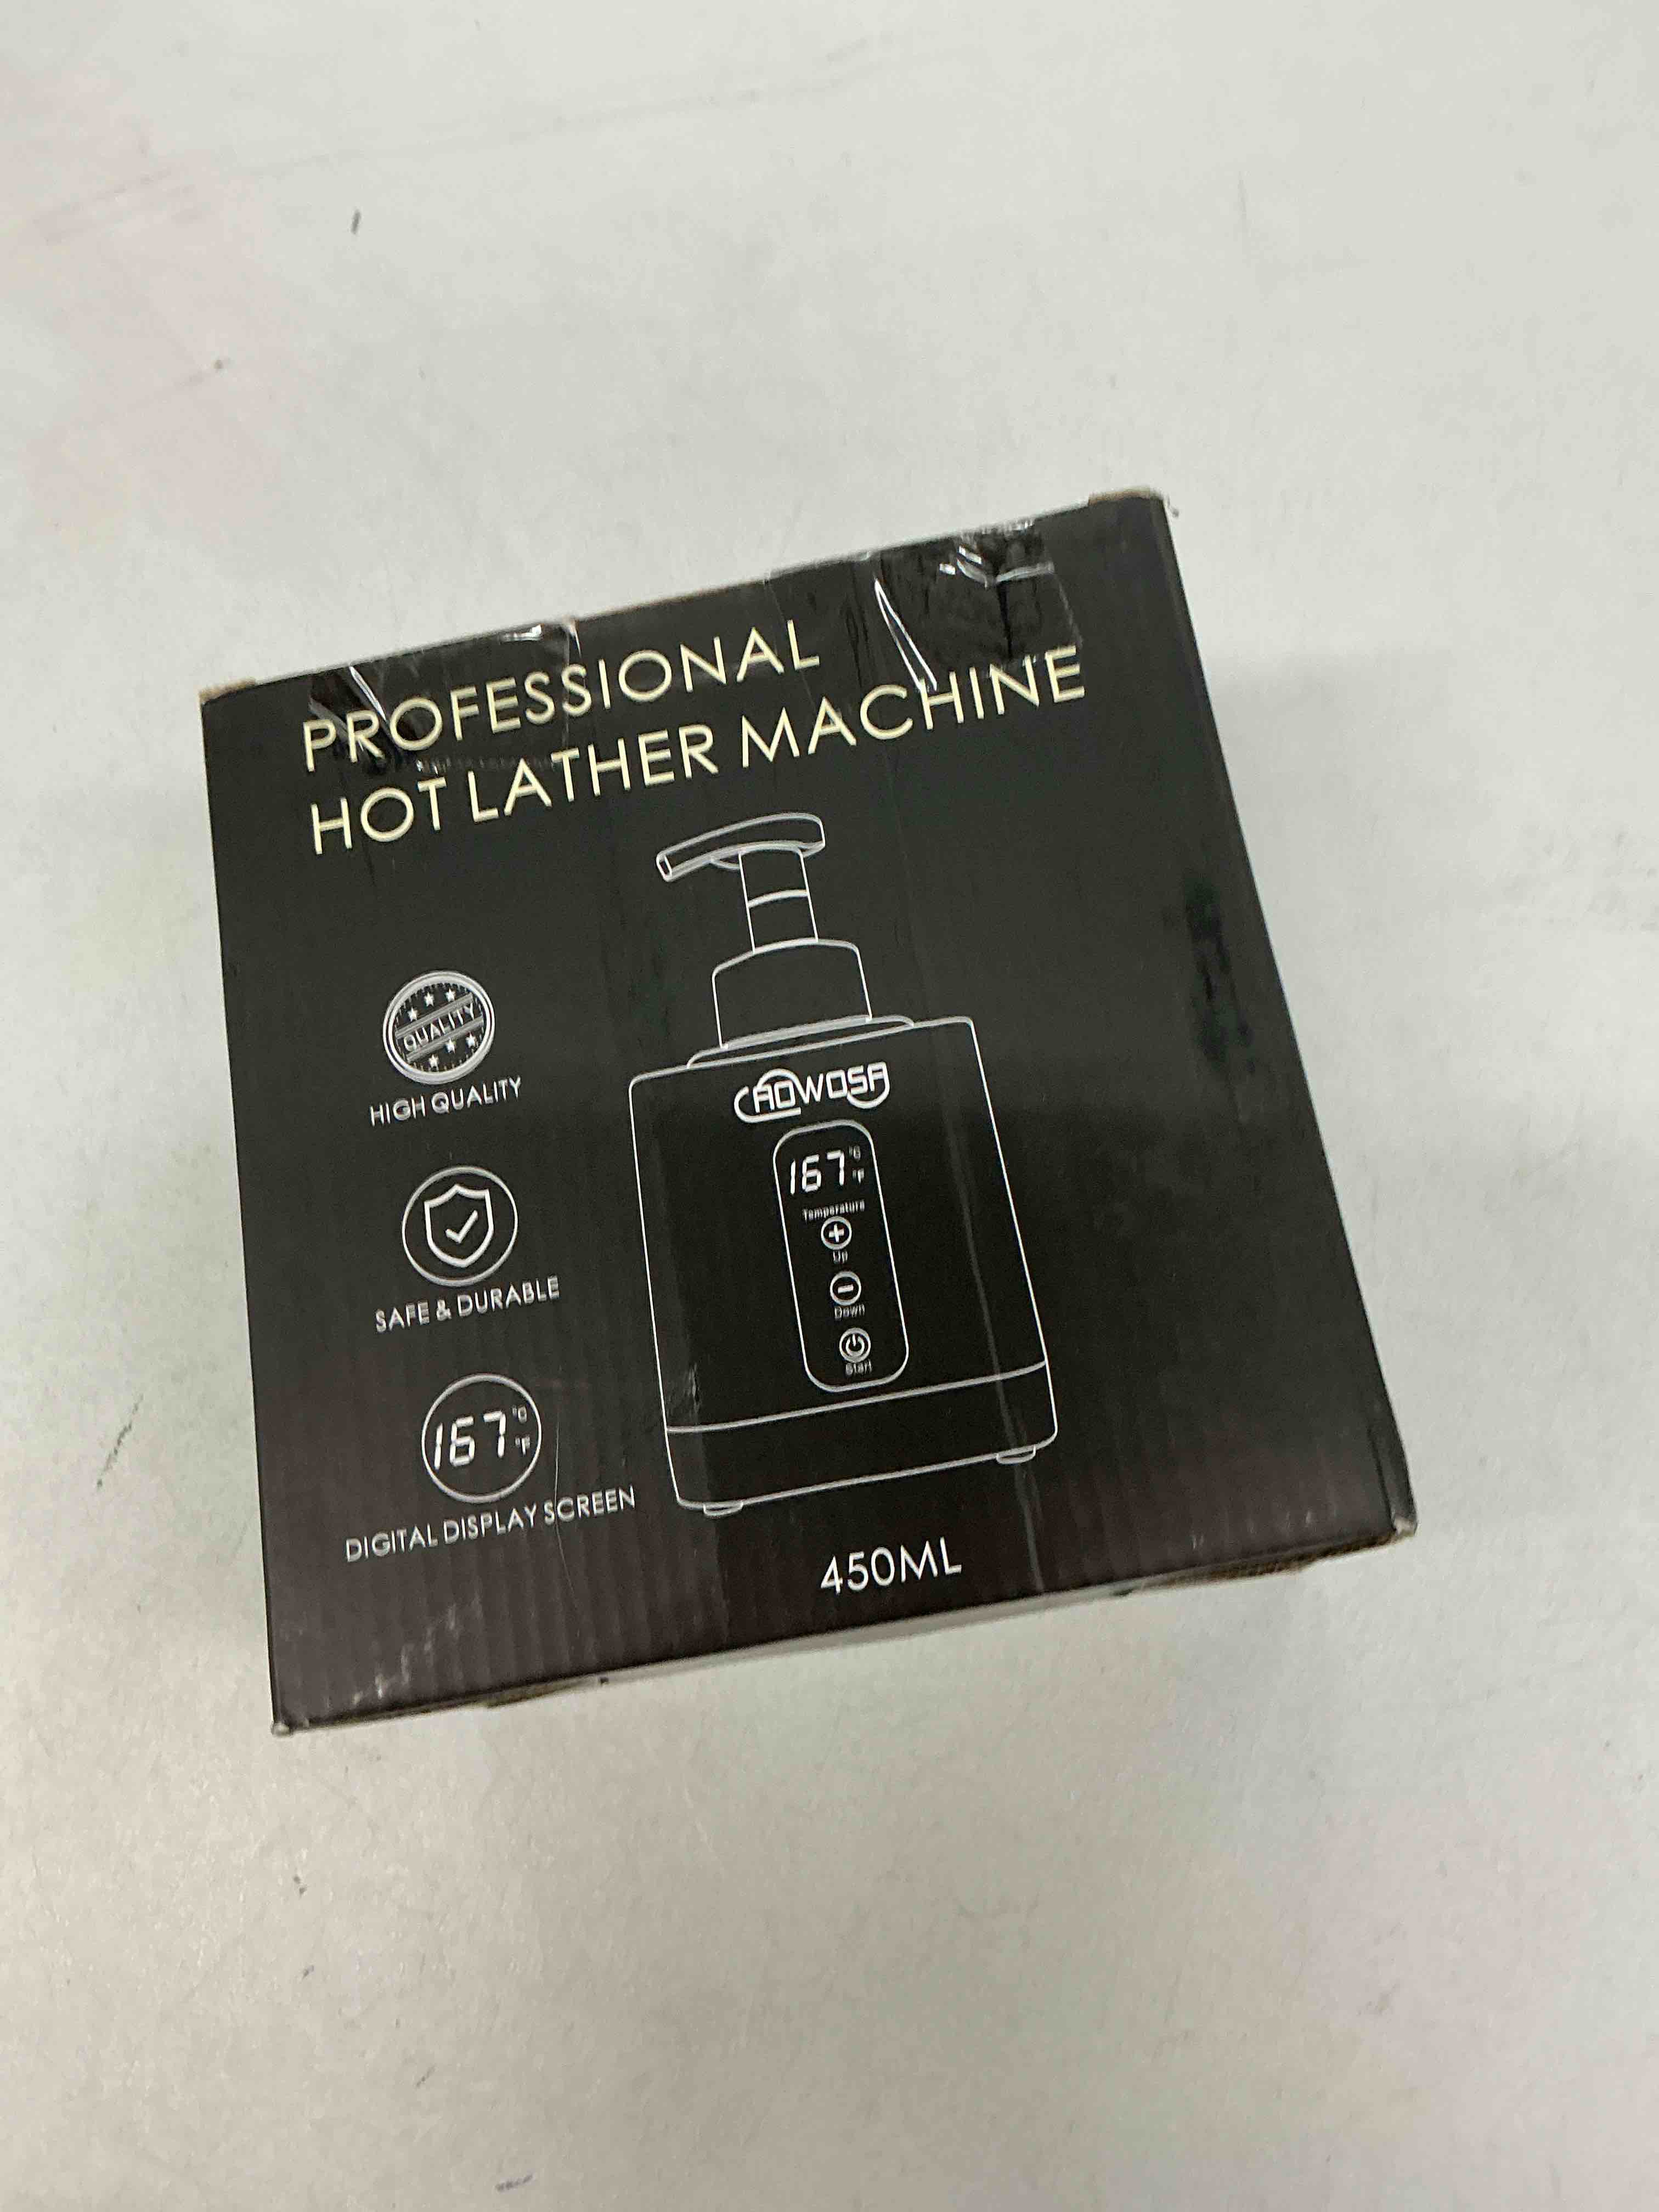 PROFESSIONAL
HOT LATHER MACHINE
QUALITY
HIGH QUALITY
SAFE & DURABLE
167 °C °F
DIGITAL DISPLAY SCREEN
CAOWOSA
167 °C °F
Temperature
Up
Down
Start
450ML